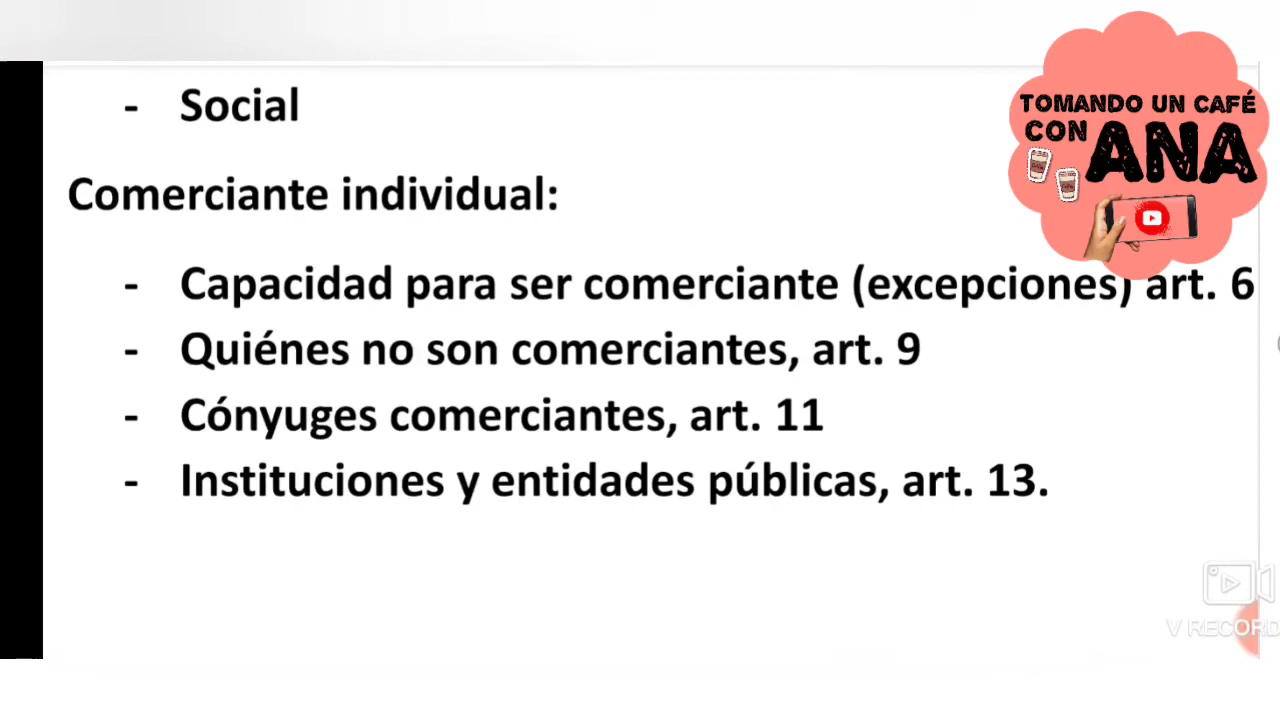 - Social
Comerciante individual:
- Capacidad para ser comerciante (excepciones) art. 6
- Quiénes no son comerciantes, art. 9
- Cónyuges comerciantes, art. 11
- Instituciones y entidades públicas, art. 13.
TOMANDO UN CAFÉ
CON ANA
V RECORD